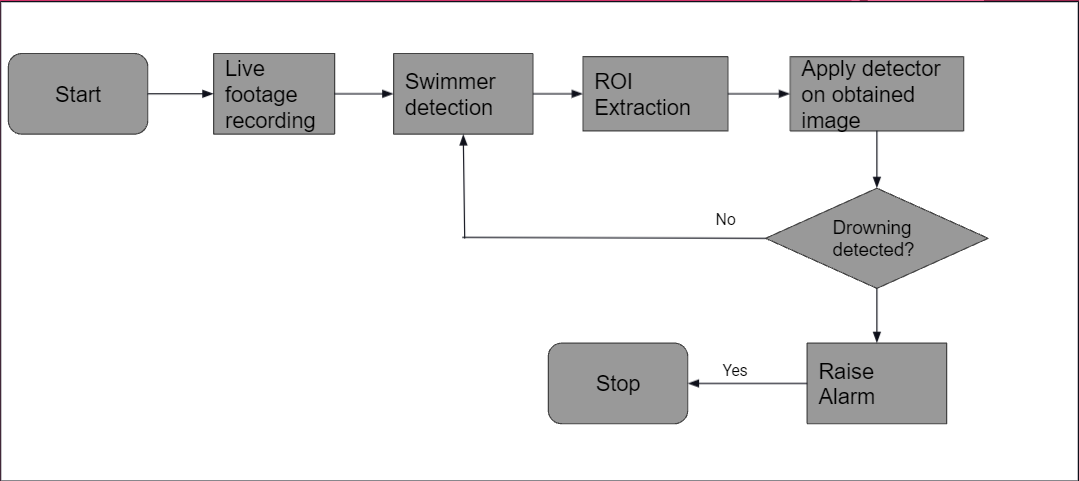 Start
Live
footage
recording
Swimmer
detection
ROI
Extraction
Apply detector
on obtained
image
No
Drowning
detected?
Stop
Yes
Raise
Alarm